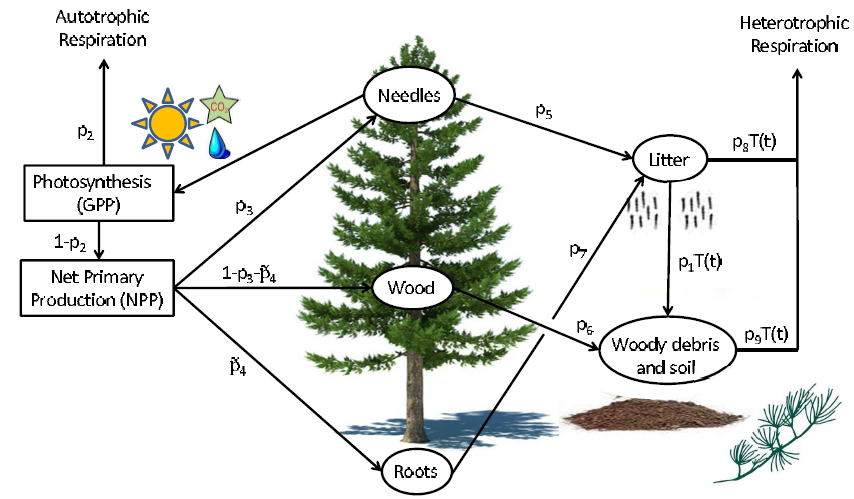 Autotrophic
Respiration
Heterotrophic
Respiration
CO₂
Needles
p₂
p₅
Litter
p₈T(t)
Photosynthesis
(GPP)
p₃
1-p₂
p₇
p₁T(t)
Net Primary
Production (NPP)
1-p₃-p̃₄
Wood
p₆
Woody debris
and soil
p₉T(t)
p̃₄
Roots